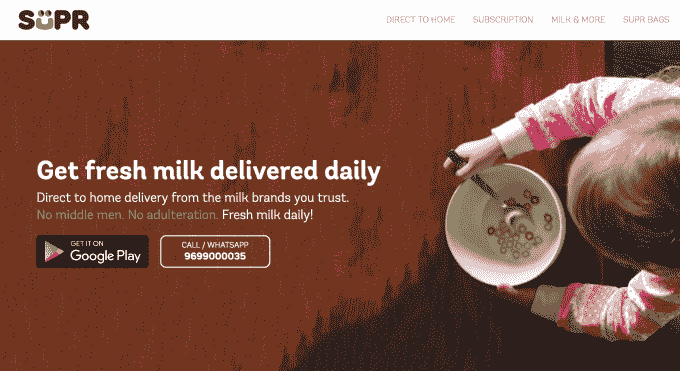 SÜPR
DIRECT TO HOME SUBSCRIPTION MILK & MORE SUPR BAGS
Get fresh milk delivered daily
Direct to home delivery from the milk brands you trust.
No middle men. No adulteration. Fresh milk daily!
GET IT ON
Google Play
CALL / WHATSAPP
9699000035